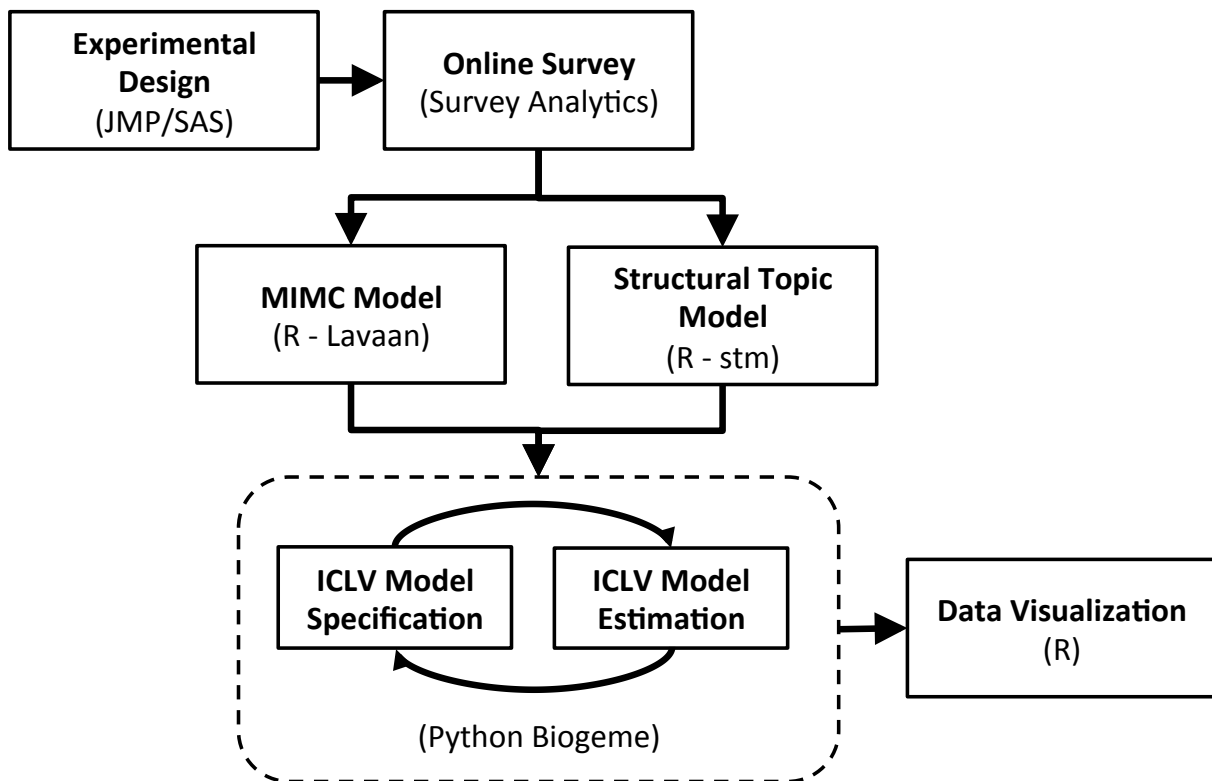 Experimental
Design
(JMP/SAS)
Online Survey
(Survey Analytics)
MIMC Model
(R - Lavaan)
Structural Topic
Model
(R - stm)
ICLV Model
Specification
ICLV Model
Estimation
(Python Biogeme)
Data Visualization
(R)